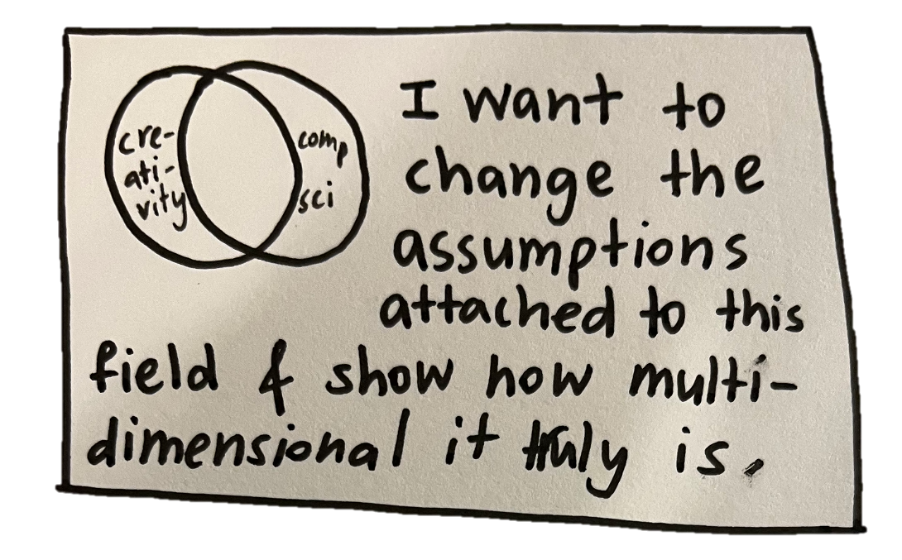 cre-
ati-
vity
comp
sci
I want to
change the
assumptions
attached to this
field & show how multi-
dimensional it truly is.